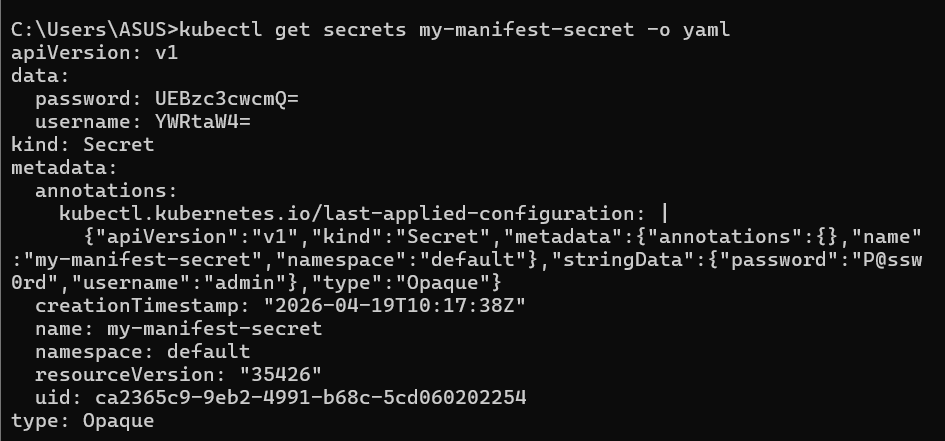 C:\Users\ASUS>kubectl get secrets my-manifest-secret -o yaml
apiVersion: v1
data:
  password: UEBzc3cwcmQ=
  username: YWRtaW4=
kind: Secret
metadata:
  annotations:
    kubectl.kubernetes.io/last-applied-configuration: |
      {"apiVersion":"v1","kind":"Secret","metadata":{"annotations":{},"name"
:"my-manifest-secret","namespace":"default"},"stringData":{"password":"P@ssw
0rd","username":"admin"},"type":"Opaque"}
  creationTimestamp: "2026-04-19T10:17:38Z"
  name: my-manifest-secret
  namespace: default
  resourceVersion: "35426"
  uid: ca2365c9-9eb2-4991-b68c-5cd060202254
type: Opaque